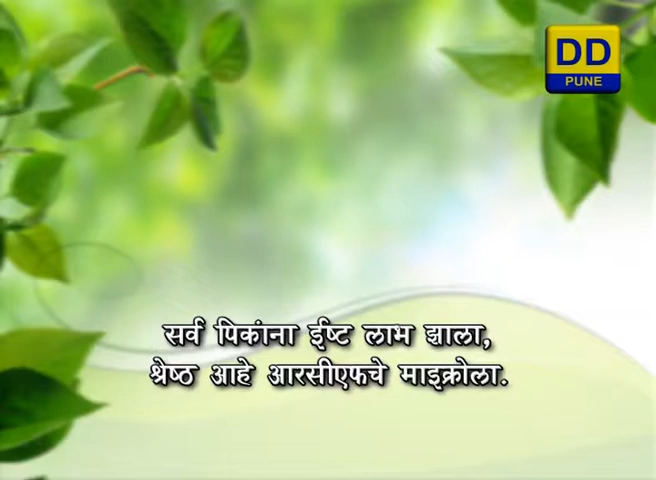 DD
PUNE
सर्व पिकांना ईष्ट लाभ झाला,
श्रेष्ठ आहे आरसीएफचे माइक्रोला.